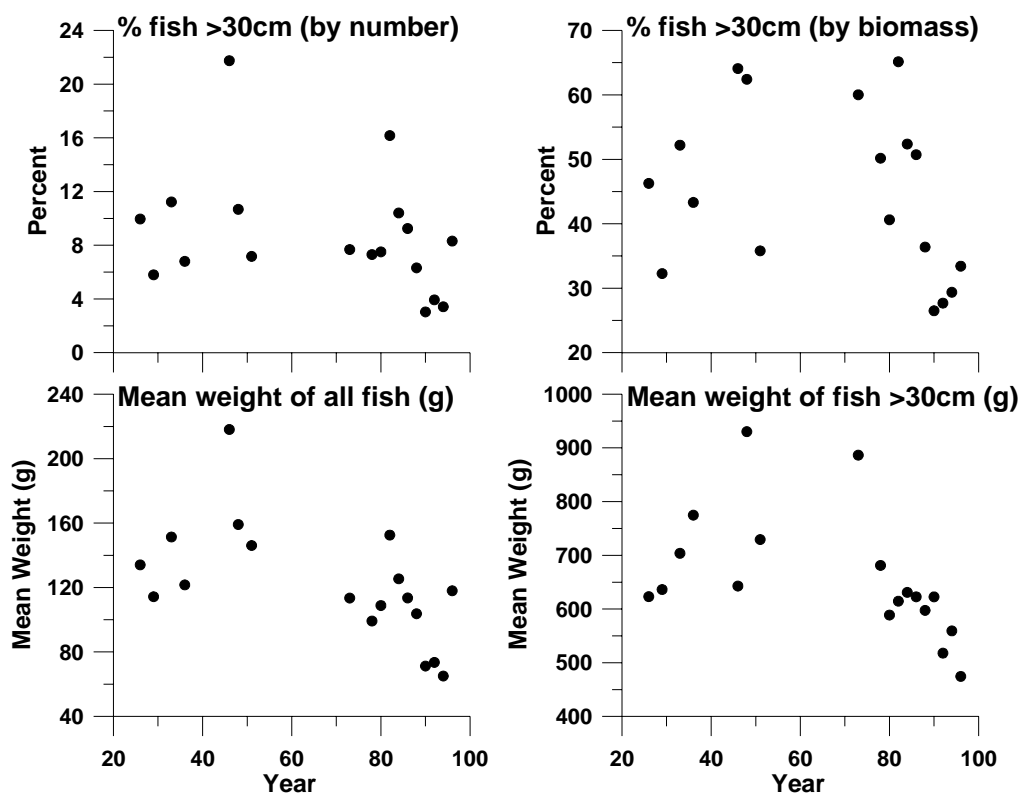 % fish >30cm (by number)
24
20
16
12
8
4
0
Percent
% fish >30cm (by biomass)
70
60
50
40
30
20
Percent
Mean weight of all fish (g)
240
200
160
120
80
40
Mean Weight (g)
20 40 60 80 100
Year
Mean weight of fish >30cm (g)
1000
900
800
700
600
500
400
Mean Weight (g)
20 40 60 80 100
Year